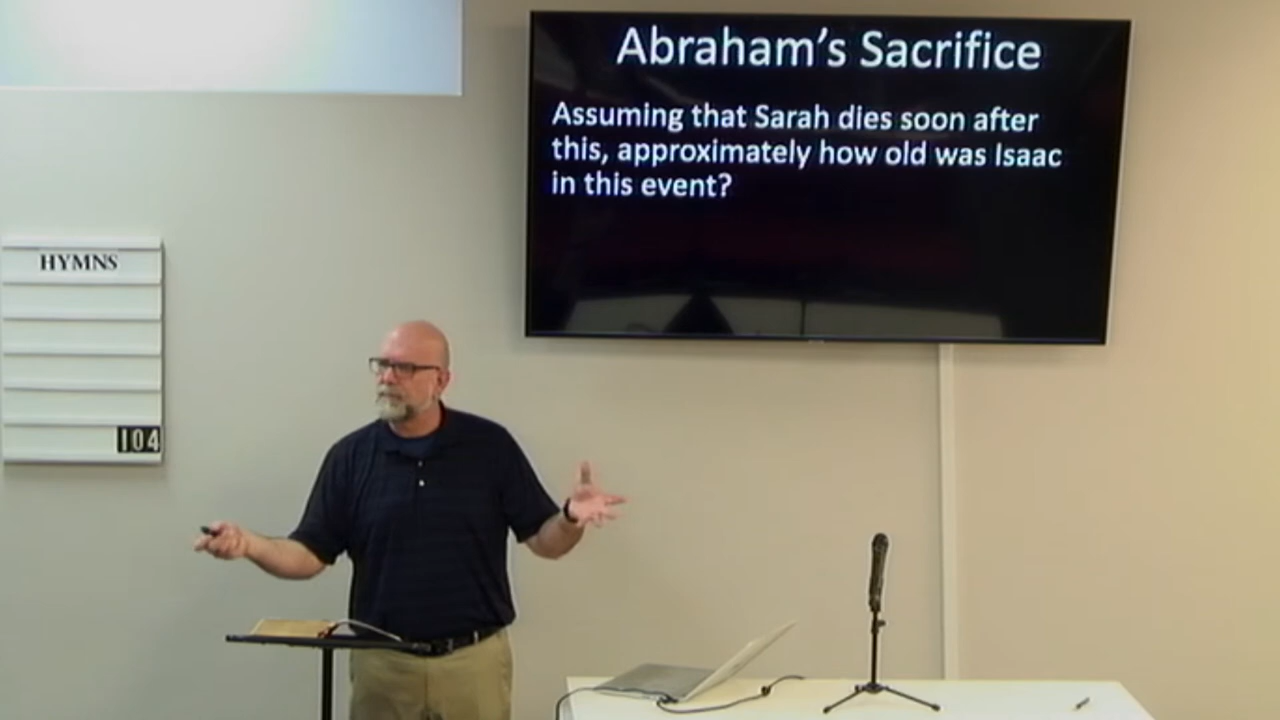 Abraham's Sacrifice
Assuming that Sarah dies soon after
this, approximately how old was Isaac
in this event?
HYMNS
104